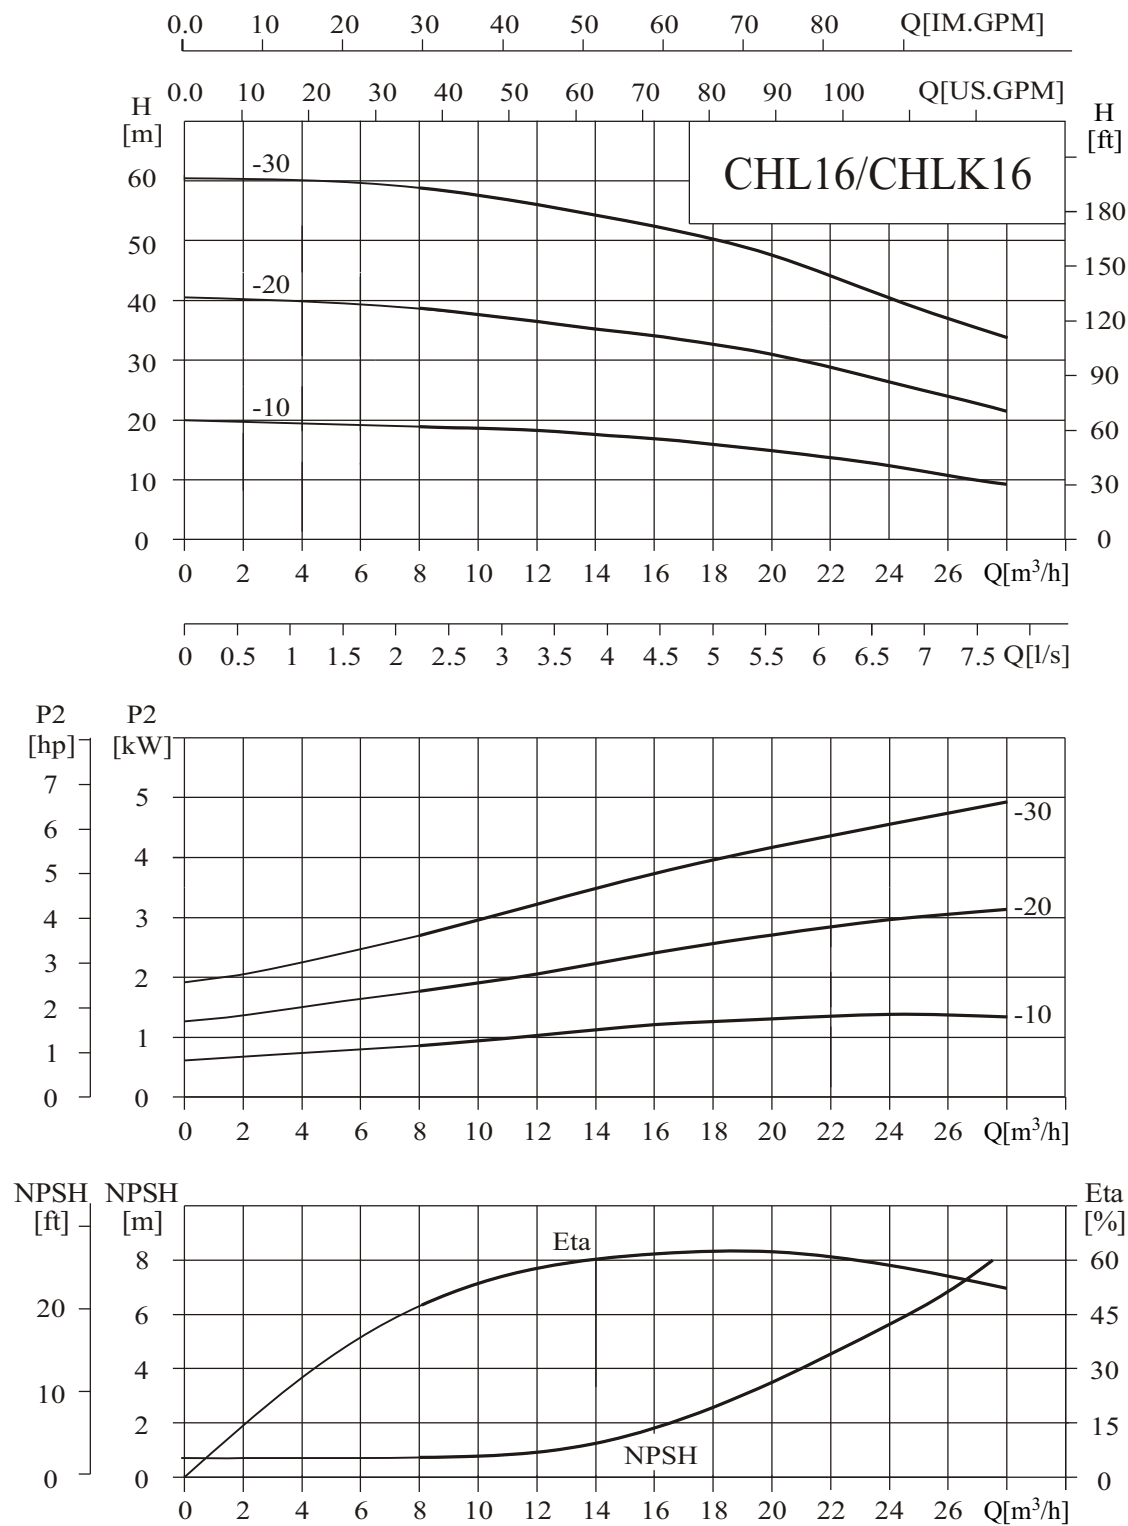 0.0 10 20 30 40 50 60 70 80 Q[IM.GPM]
0.0 10 20 30 40 50 60 70 80 90 100 Q[US.GPM]
H
[m]
H
[ft]
CHL16/CHLK16
-30
-20
-10
60
50
40
30
20
10
0
180
150
120
90
60
30
0
0 2 4 6 8 10 12 14 16 18 20 22 24 26 Q[m³/h]
0 0.5 1 1.5 2 2.5 3 3.5 4 4.5 5 5.5 6 6.5 7 7.5 Q[l/s]
P2
[hp]
P2
[kW]
7
6
5
4
3
2
1
0
5
4
3
2
1
0
-30
-20
-10
0 2 4 6 8 10 12 14 16 18 20 22 24 26 Q[m³/h]
NPSH
[ft]
NPSH
[m]
Eta
[%]
20
10
0
8
6
4
2
0
Eta
NPSH
60
45
30
15
0
0 2 4 6 8 10 12 14 16 18 20 22 24 26 Q[m³/h]